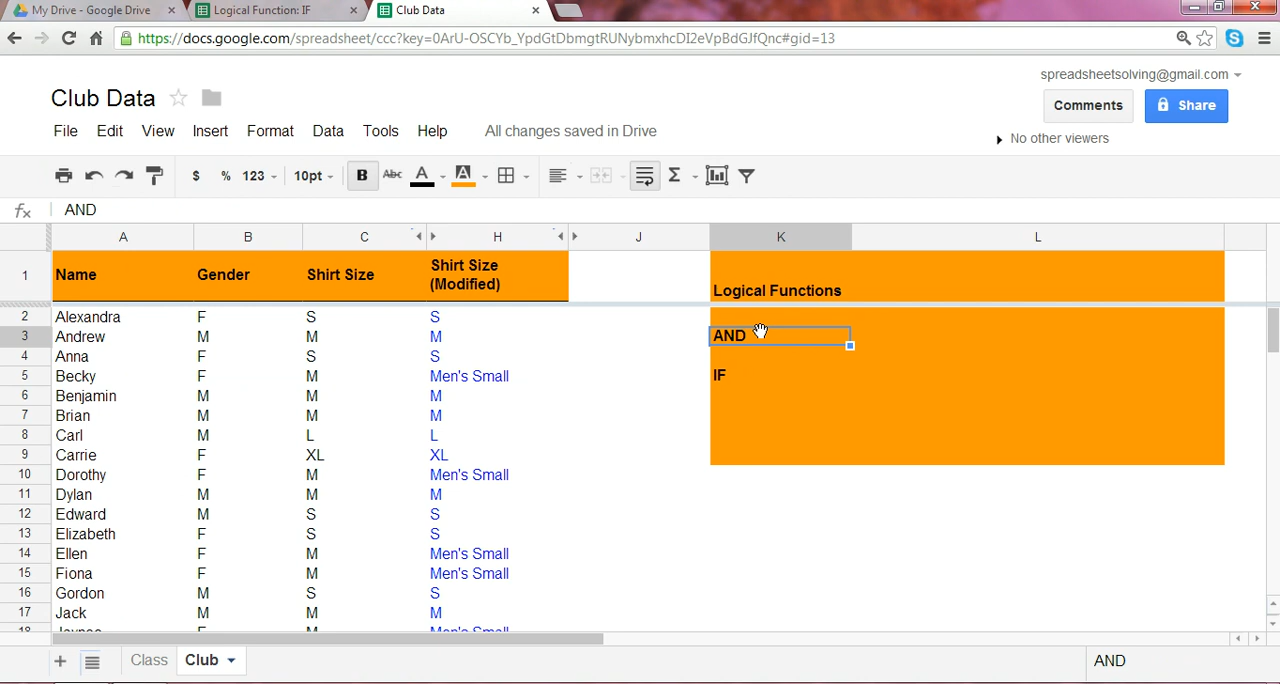 My Drive - Google Drive
Logical Function: IF
Club Data
https://docs.google.com/spreadsheet/ccc?key=0ArU-OSCYb_YpdGtDbmgtRUNybmxhcDI2eVpBdGJfQnc#gid=13
spreadsheetsolving@gmail.com
Club Data
Comments
Share
File Edit View Insert Format Data Tools Help All changes saved in Drive
No other viewers
$ % 123 10pt B Abc A A Σ
fx AND
A B C H J K L
1 Name Gender Shirt Size Shirt Size (Modified) Logical Functions
2 Alexandra F S S
3 Andrew M M M AND
4 Anna F S S
5 Becky F M Men's Small IF
6 Benjamin M M M
7 Brian M M M
8 Carl M L L
9 Carrie F XL XL
10 Dorothy F M Men's Small
11 Dylan M M M
12 Edward M S S
13 Elizabeth F S S
14 Ellen F M Men's Small
15 Fiona F M Men's Small
16 Gordon M S S
17 Jack M M M
18 F M Men's Small
Class Club AND